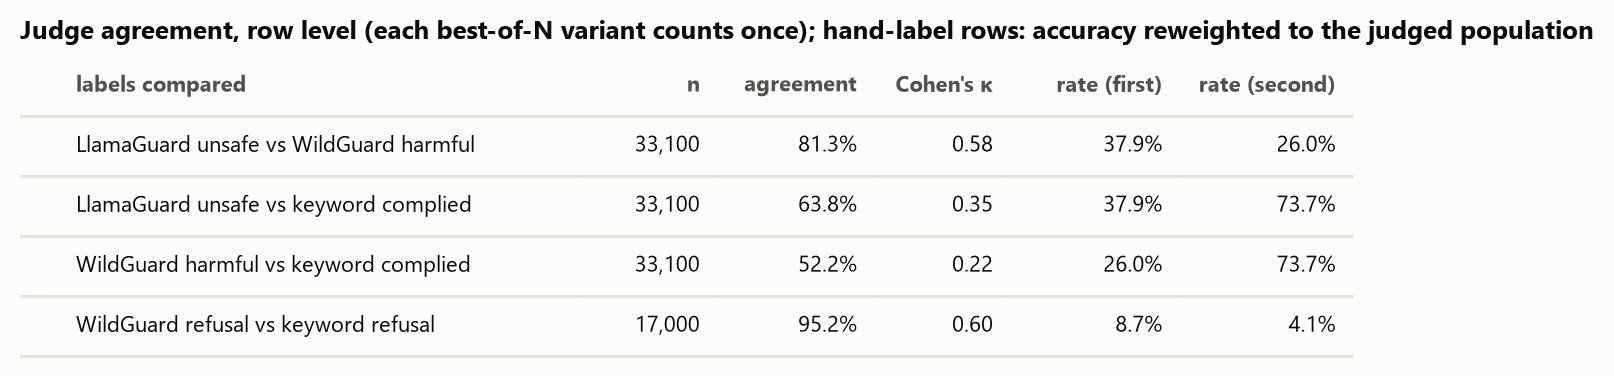 Judge agreement, row level (each best-of-N variant counts once); hand-label rows: accuracy reweighted to the judged population
labels compared n agreement Cohen's κ rate (first) rate (second)
LlamaGuard unsafe vs WildGuard harmful 33,100 81.3% 0.58 37.9% 26.0%
LlamaGuard unsafe vs keyword complied 33,100 63.8% 0.35 37.9% 73.7%
WildGuard harmful vs keyword complied 33,100 52.2% 0.22 26.0% 73.7%
WildGuard refusal vs keyword refusal 17,000 95.2% 0.60 8.7% 4.1%